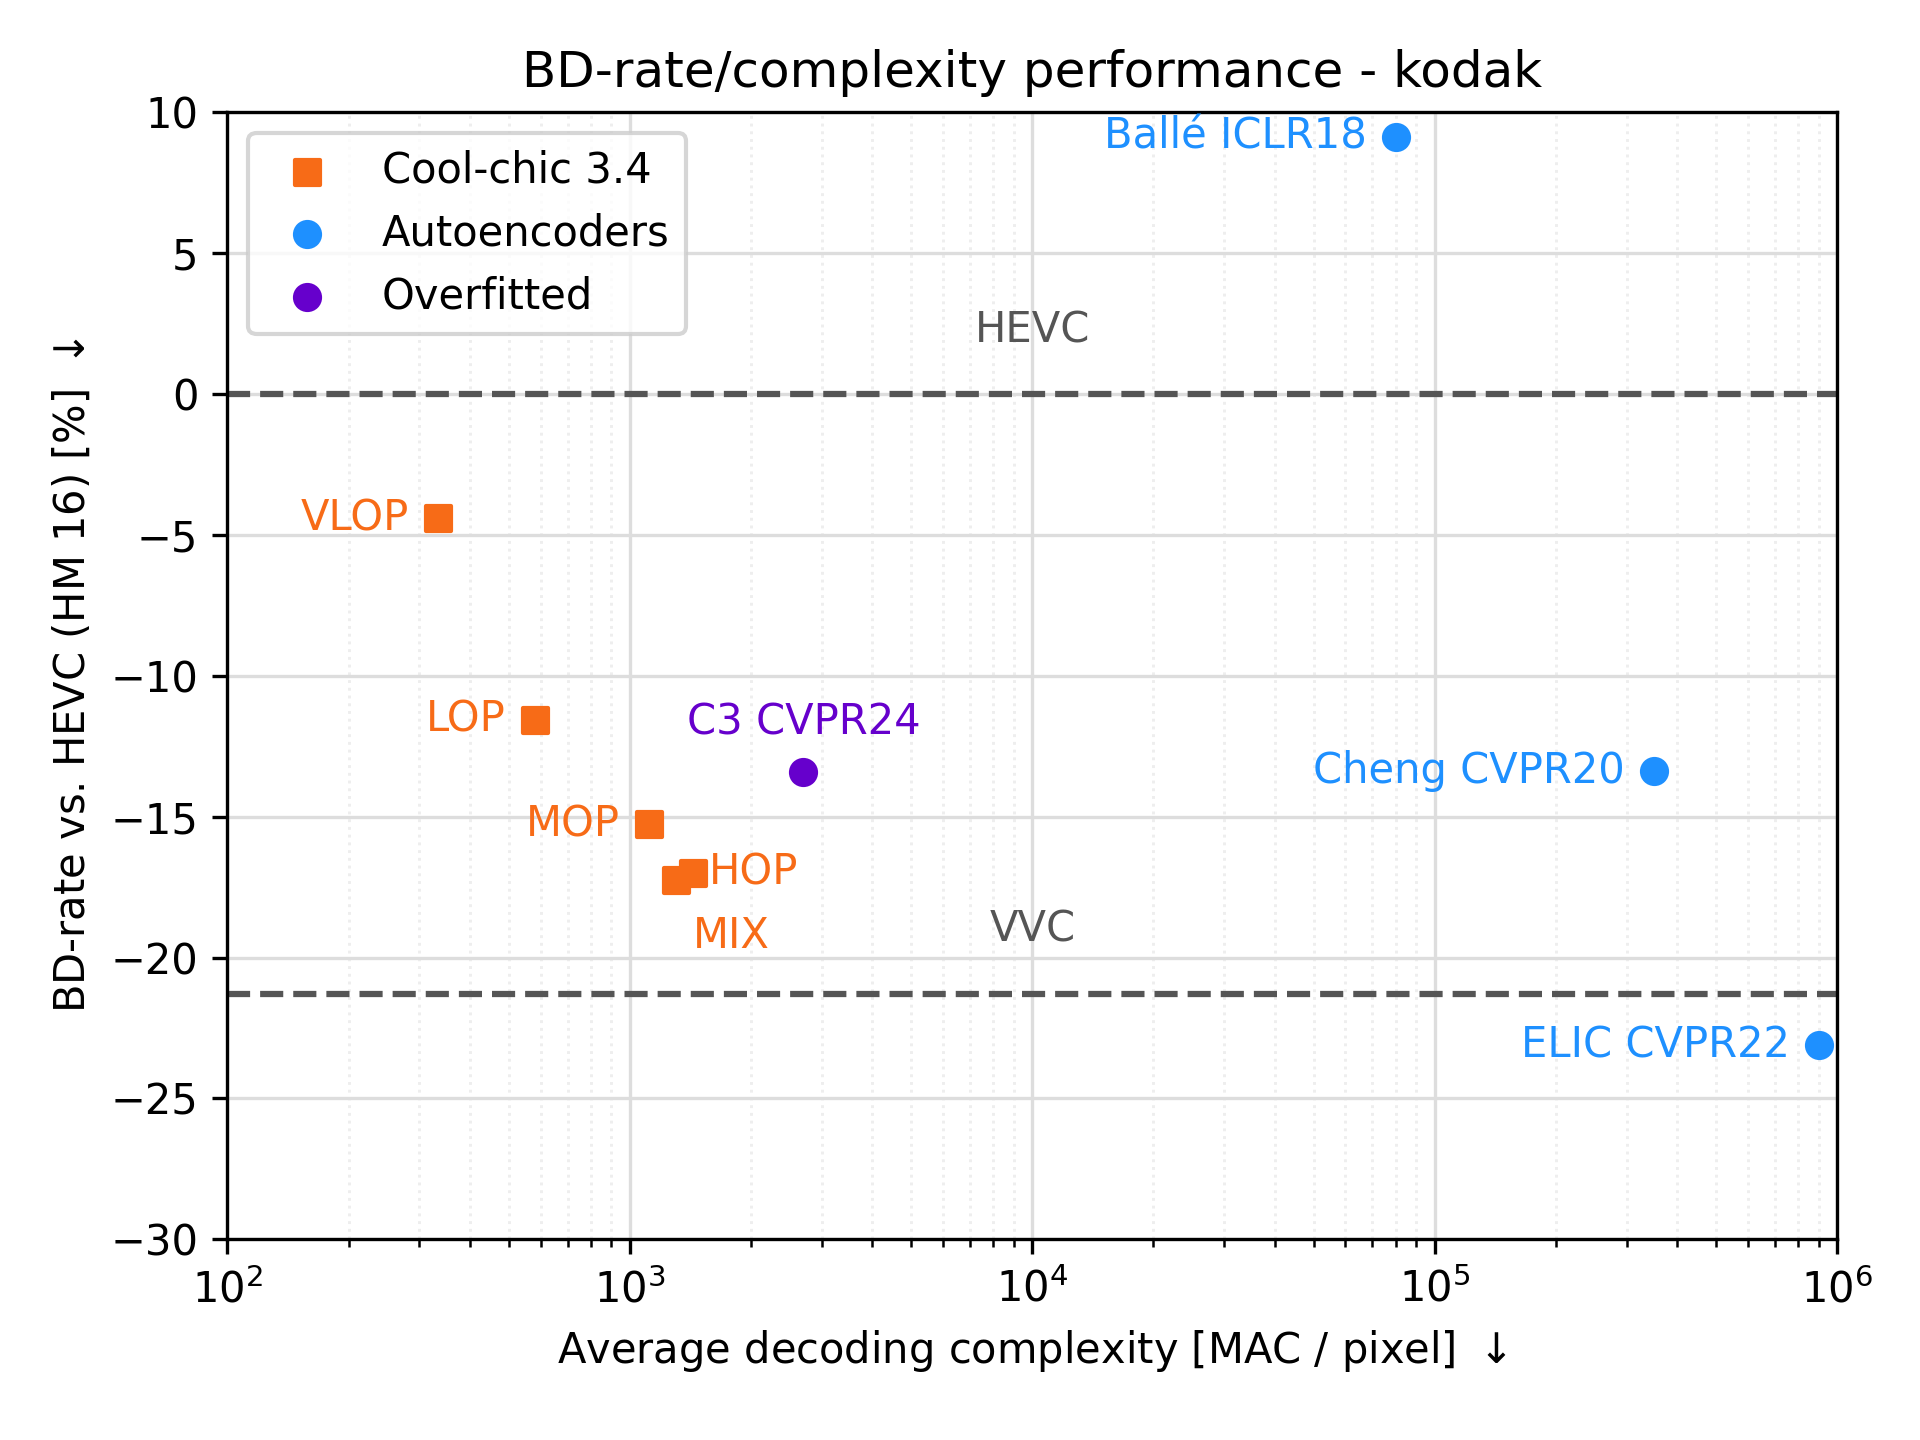 BD-rate/complexity performance - kodak
10
5
0
−5
−10
−15
−20
−25
−30
BD-rate vs. HEVC (HM 16) [%] ↓
Cool-chic 3.4
Autoencoders
Overfitted
Ballé ICLR18
HEVC
VLOP
LOP
C3 CVPR24
Cheng CVPR20
MOP
HOP
MIX
VVC
ELIC CVPR22
10² 10³ 10⁴ 10⁵ 10⁶
Average decoding complexity [MAC / pixel] ↓